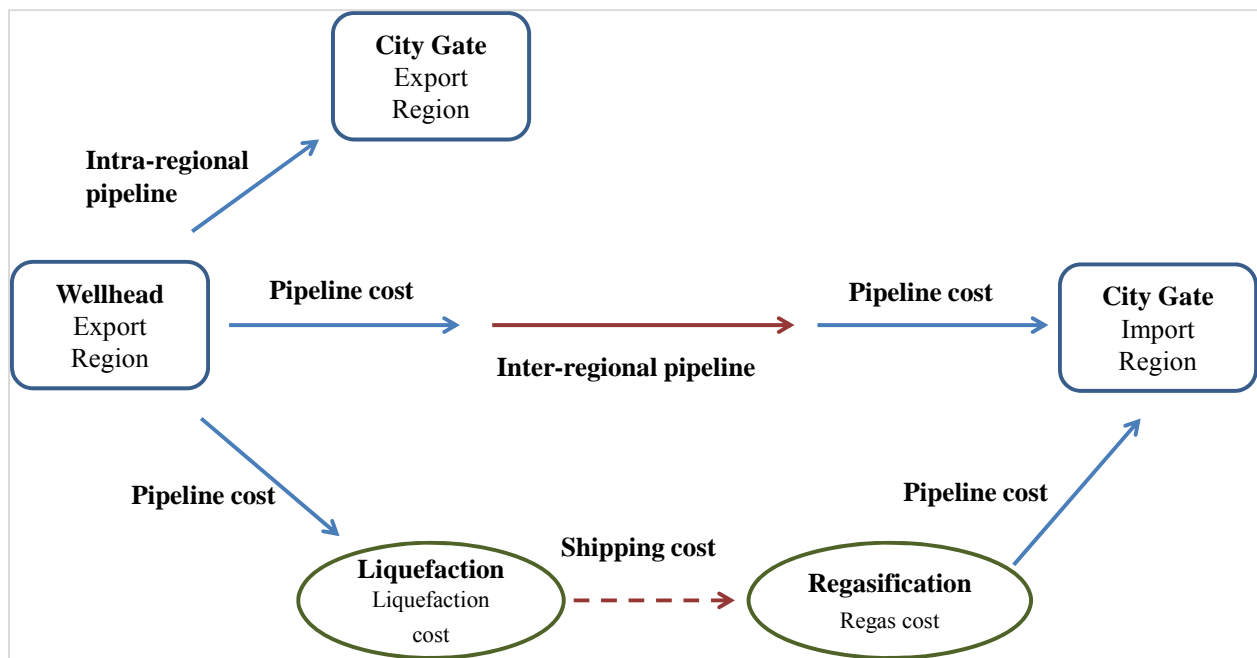 City Gate
Export
Region
Intra-regional
pipeline
Wellhead
Export
Region
Pipeline cost
Inter-regional pipeline
Pipeline cost
City Gate
Import
Region
Pipeline cost
Liquefaction
Liquefaction
cost
Shipping cost
Regasification
Regas cost
Pipeline cost